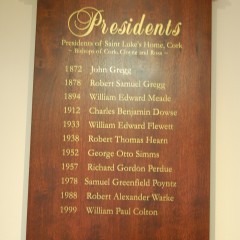 Presidents
Presidents of Saint Luke's Home, Cork
~ Bishops of Cork, Cloyne and Ross ~
1872 John Gregg
1878 Robert Samuel Gregg
1894 William Edward Meade
1912 Charles Benjamin Dowse
1933 William Edward Flewett
1938 Robert Thomas Hearn
1952 George Otto Simms
1957 Richard Gordon Perdue
1978 Samuel Greenfield Poyntz
1988 Robert Alexander Warke
1999 William Paul Colton